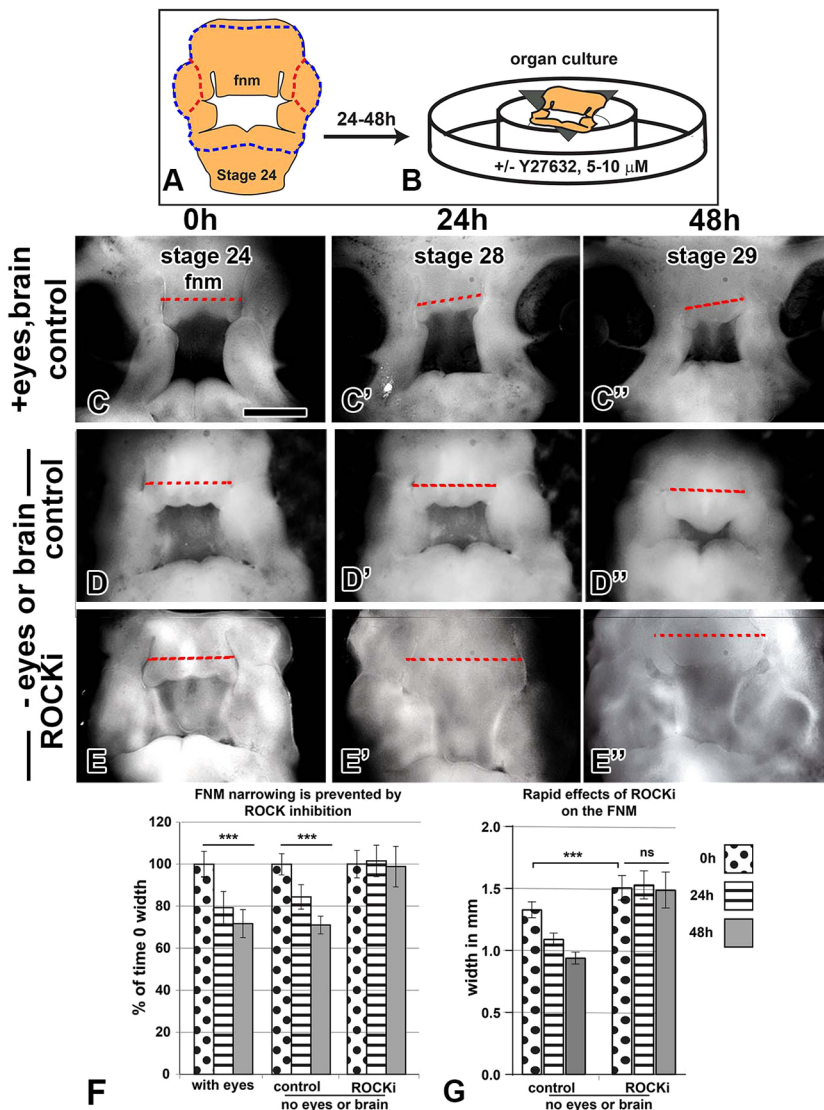 fnm
Stage 24
A
24-48h
organ culture
+/- Y27632, 5-10 μM
B
0h
24h
48h
+eyes,brain
control
stage 24
fnm
C
stage 28
C'
stage 29
C"
- eyes or brain
control
D
D'
D"
ROCKi
E
E'
E"
FNM narrowing is prevented by
ROCK inhibition
% of time 0 width
120
100
80
60
40
20
0
***
***
with eyes
control
ROCKi
no eyes or brain
F
Rapid effects of ROCKi
on the FNM
width in mm
2.0
1.5
1.0
0.5
0.0
***
ns
control
ROCKi
no eyes or brain
G
0h
24h
48h